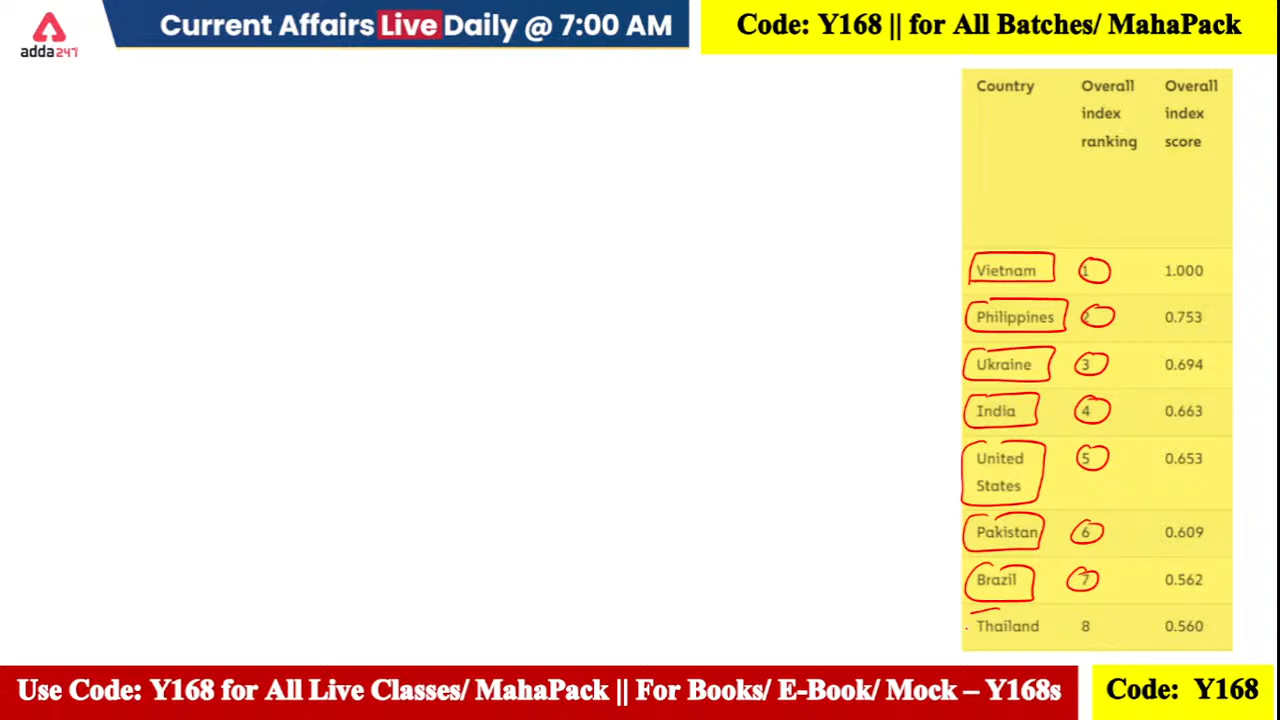 adda247
Current Affairs Live Daily @ 7:00 AM
Code: Y168 || for All Batches/ MahaPack
Country Overall Overall
index index
ranking score
Vietnam 1 1.000
Philippines 2 0.753
Ukraine 3 0.694
India 4 0.663
United 5 0.653
States
Pakistan 6 0.609
Brazil 7 0.562
Thailand 8 0.560
Use Code: Y168 for All Live Classes/ MahaPack || For Books/ E-Book/ Mock – Y168s
Code: Y168